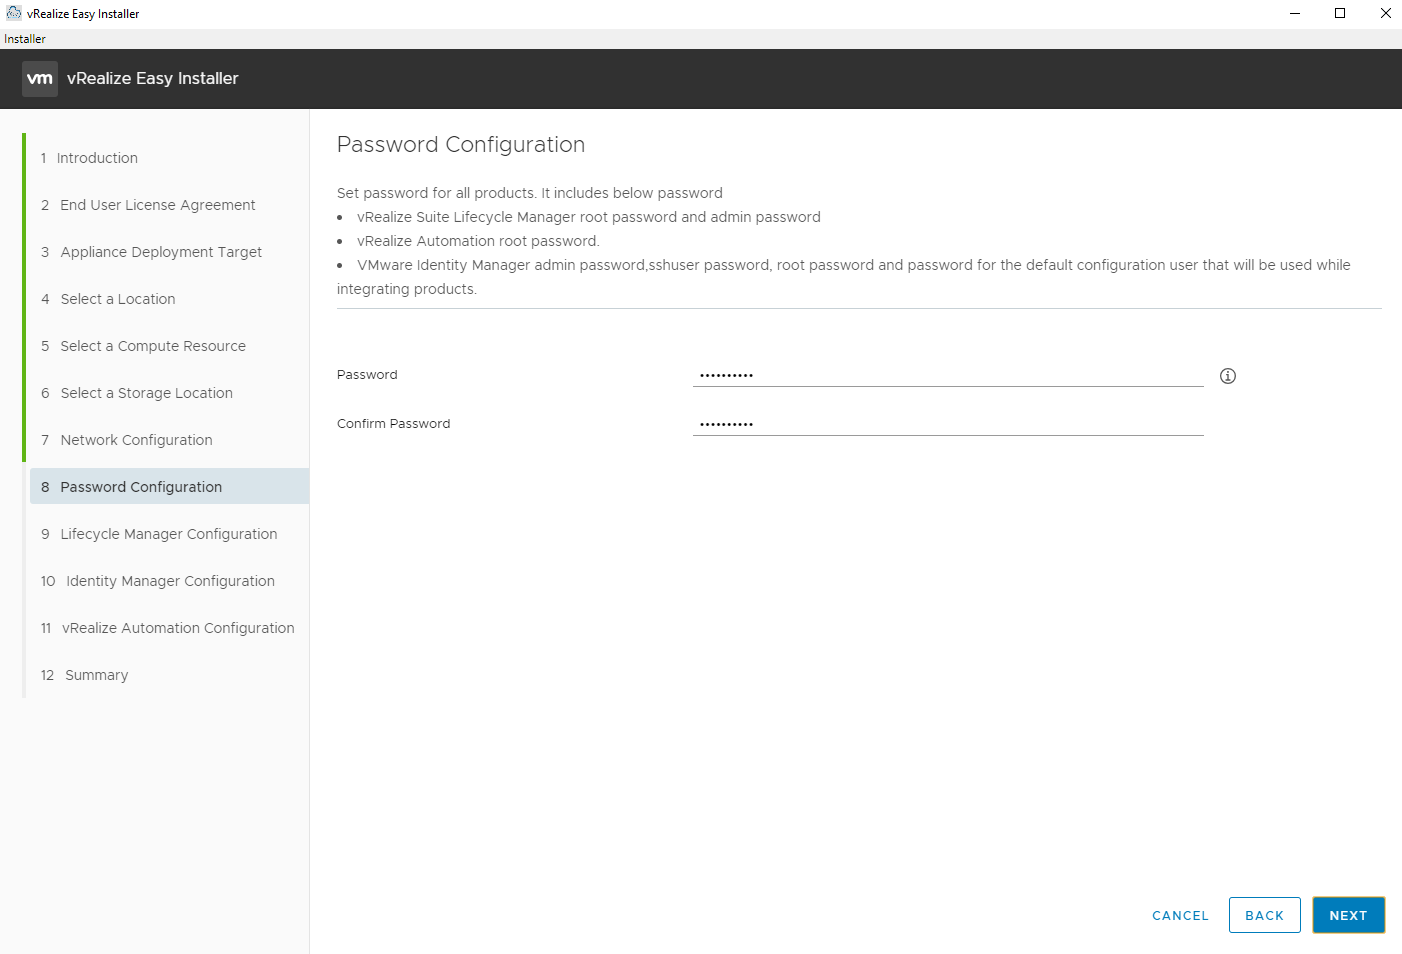 vRealize Easy Installer
Installer
vm vRealize Easy Installer
1 Introduction
2 End User License Agreement
3 Appliance Deployment Target
4 Select a Location
5 Select a Compute Resource
6 Select a Storage Location
7 Network Configuration
8 Password Configuration
9 Lifecycle Manager Configuration
10 Identity Manager Configuration
11 vRealize Automation Configuration
12 Summary
Password Configuration
Set password for all products. It includes below password
• vRealize Suite Lifecycle Manager root password and admin password
• vRealize Automation root password.
• VMware Identity Manager admin password,sshuser password, root password and password for the default configuration user that will be used while
integrating products.
Password ••••••••••
Confirm Password ••••••••••
CANCEL BACK NEXT